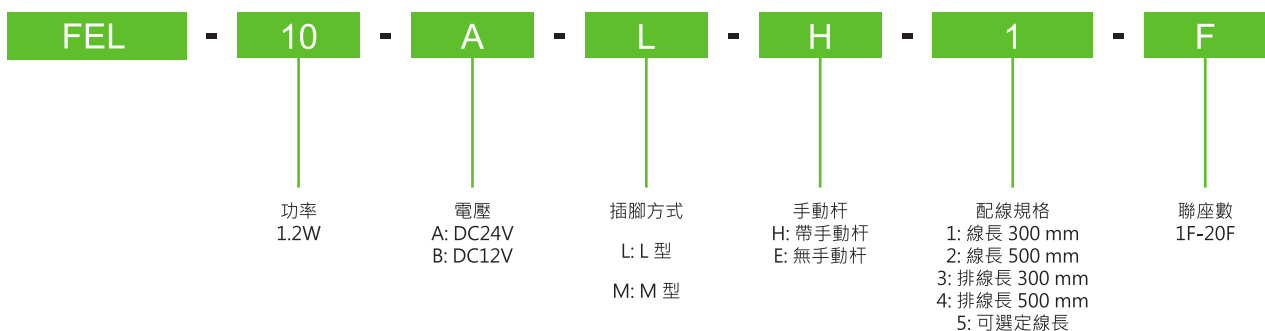 FEL - 10 - A - L - H - 1 - F
功率
1.2W
電壓
A: DC24V
B: DC12V
插腳方式
L: L 型
M: M 型
手動杆
H: 帶手動杆
E: 無手動杆
配線規格
1: 線長 300 mm
2: 線長 500 mm
3: 排線長 300 mm
4: 排線長 500 mm
5: 可選定線長
聯座數
1F-20F